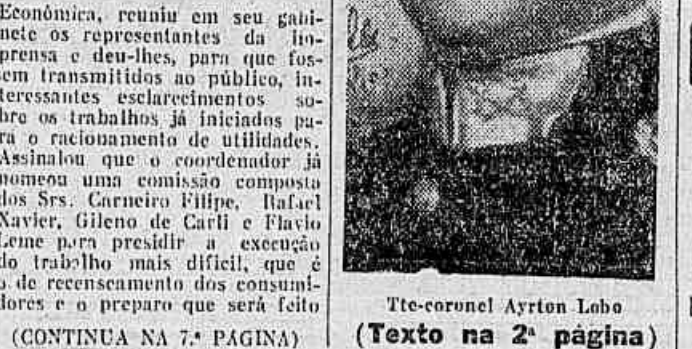 Econômica, reuniu em seu gabi-
nete os representantes da im-
prensa e deu-lhes, para que fos-
sem transmitidos ao público, in-
teressantes esclarecimentos so-
bre os trabalhos já iniciados pa-
ra o racionamento de utilidades.
Assinalou que o coordenador já
nomeou uma comissão composta
dos Srs. Carneiro Filipe, Rafael
Xavier, Gileno de Carli e Flavio
Leme para presidir a execução
do trabalho mais dificil, que é
o de recenseamento dos consumi-
dores e o preparo que será feito
(CONTINUA NA 7.ª PAGINA)
Tte-coronel Ayrton Lobo
(Texto na 2ª página)